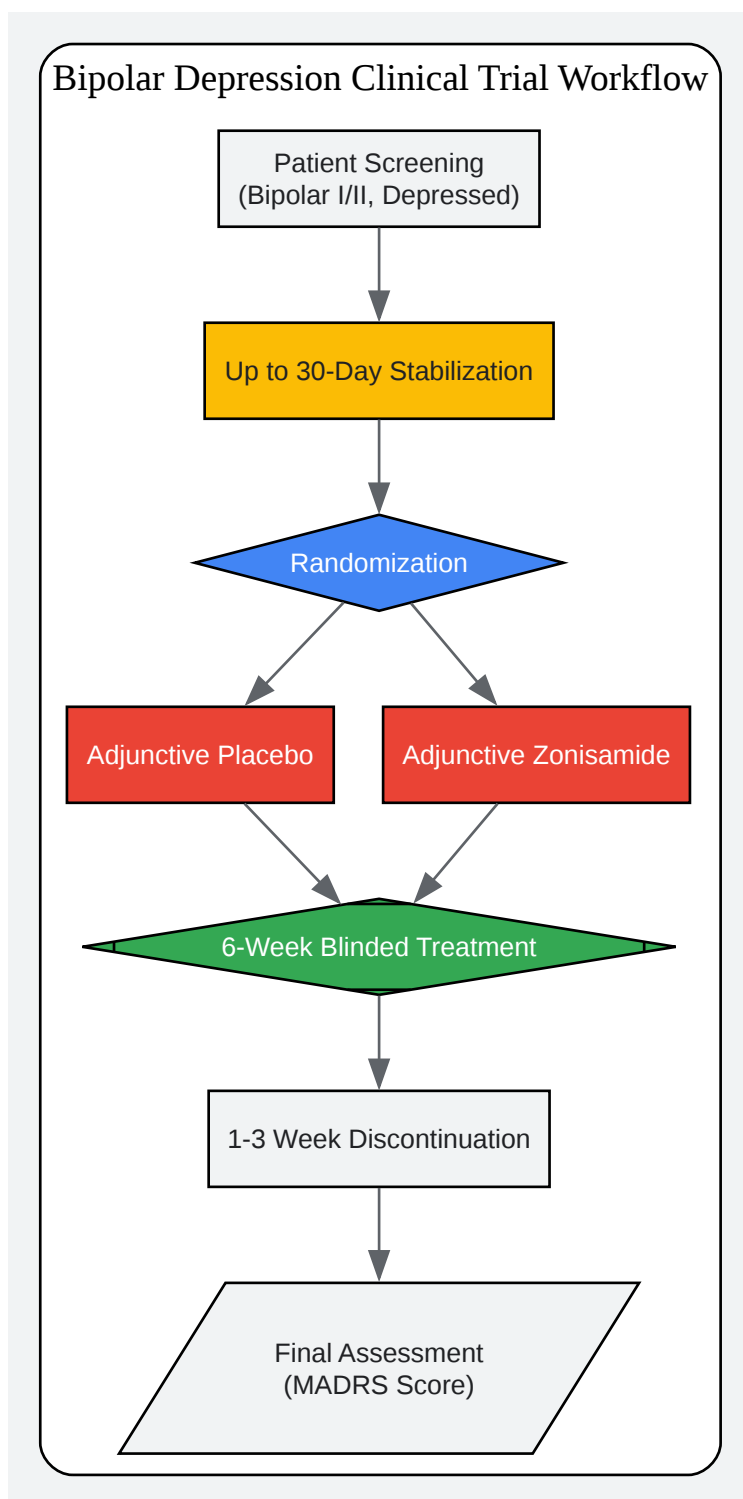 Bipolar Depression Clinical Trial Workflow
Patient Screening
(Bipolar I/II, Depressed)
Up to 30-Day Stabilization
Randomization
Adjunctive Placebo
Adjunctive Zonisamide
6-Week Blinded Treatment
1-3 Week Discontinuation
Final Assessment
(MADRS Score)